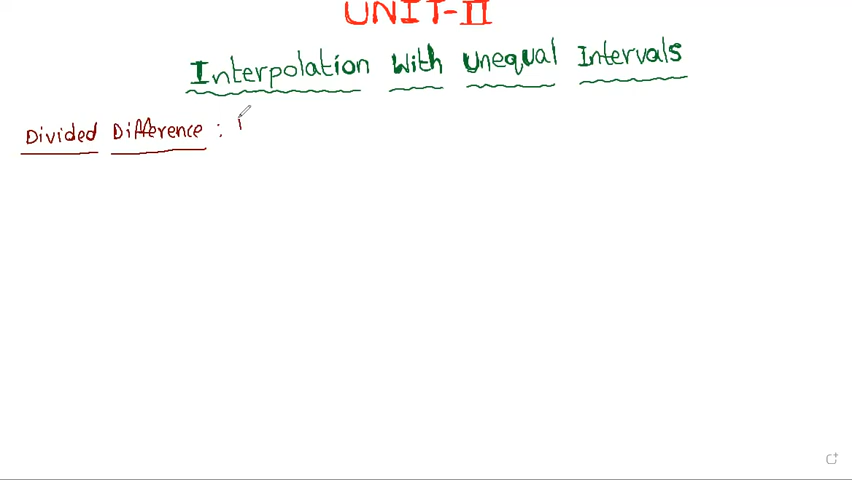 UNIT-II
Interpolation With Unequal Intervals
Divided Difference :